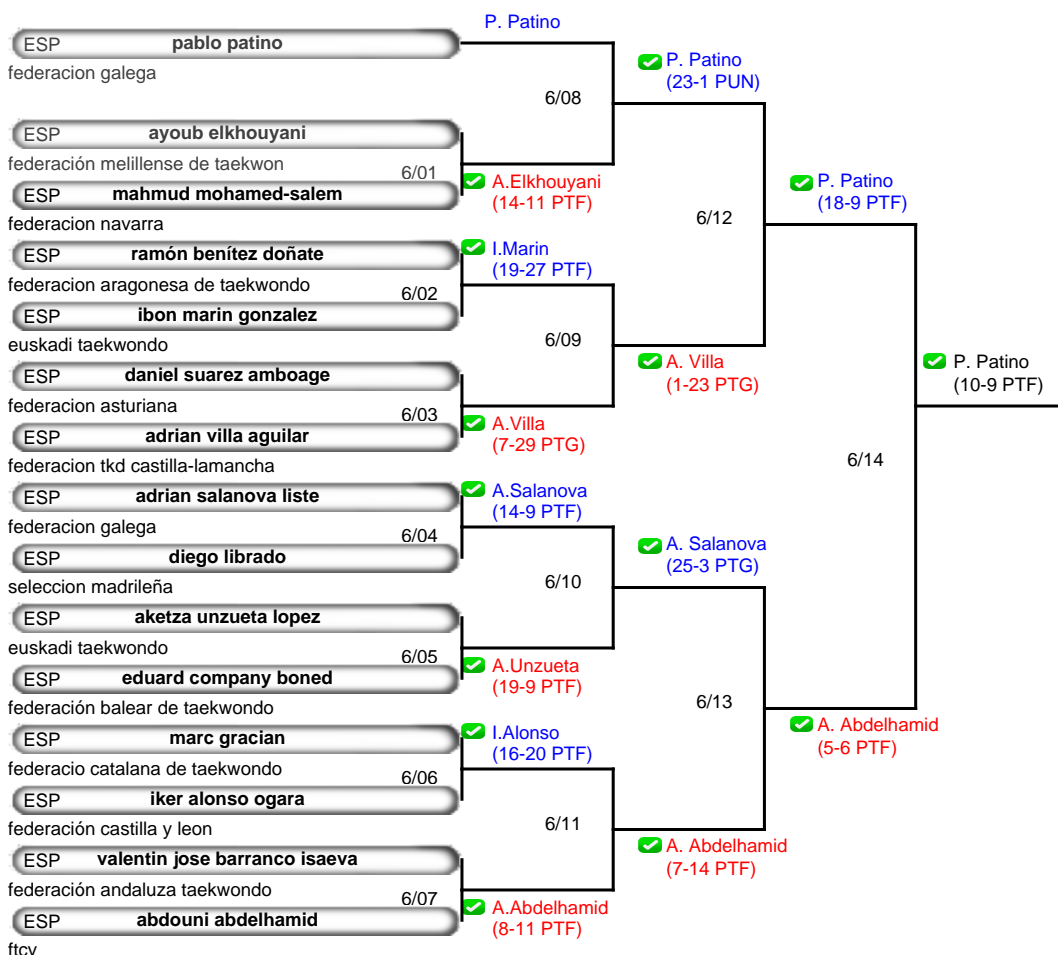 P. Patino
ESP pablo patino
federacion galega
P. Patino
(23-1 PUN)
6/08
ESP ayoub elkhouyani
federación melillense de taekwon
6/01
A.Elkhouyani
(14-11 PTF)
ESP mahmud mohamed-salem
federacion navarra
P. Patino
(18-9 PTF)
6/12
ESP ramón benítez doñate
I.Marin
(19-27 PTF)
federacion aragonesa de taekwondo
6/02
ESP ibon marin gonzalez
euskadi taekwondo
6/09
A. Villa
(1-23 PTG)
P. Patino
(10-9 PTF)
ESP daniel suarez amboage
federacion asturiana
6/03
A.Villa
(7-29 PTG)
ESP adrian villa aguilar
federacion tkd castilla-lamancha
6/14
ESP adrian salanova liste
A.Salanova
(14-9 PTF)
federacion galega
6/04
ESP diego librado
seleccion madrileña
A. Salanova
(25-3 PTG)
6/10
ESP aketza unzueta lopez
euskadi taekwondo
6/05
A.Unzueta
(19-9 PTF)
ESP eduard company boned
federación balear de taekwondo
6/13
A. Abdelhamid
(5-6 PTF)
ESP marc gracian
I.Alonso
(16-20 PTF)
federacio catalana de taekwondo
6/06
ESP iker alonso ogara
federación castilla y leon
6/11
A. Abdelhamid
(7-14 PTF)
ESP valentin jose barranco isaeva
federación andaluza taekwondo
6/07
A.Abdelhamid
(8-11 PTF)
ESP abdouni abdelhamid
ftcv